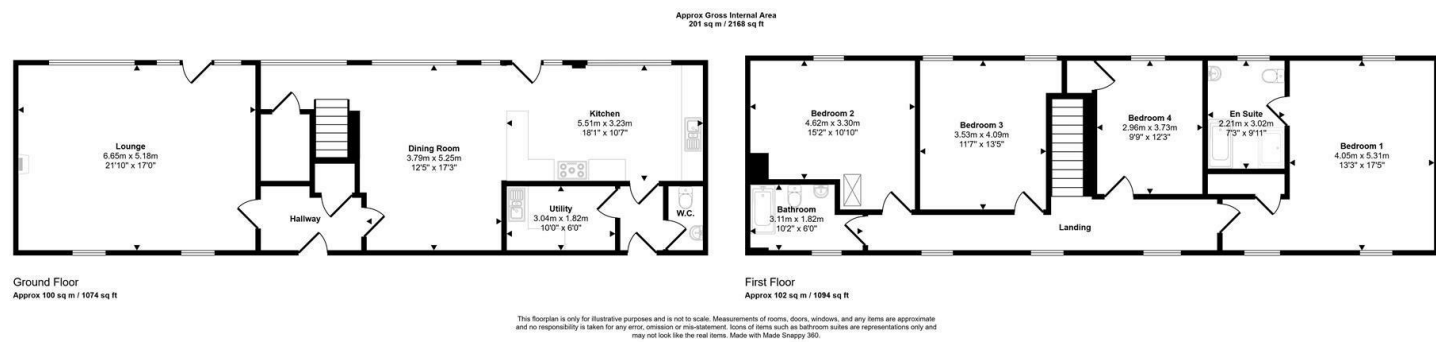 Approx Gross Internal Area
201 sq m / 2168 sq ft
Lounge
6.65m x 5.18m
21'10" x 17'0"
Hallway
Dining Room
3.79m x 5.25m
12'5" x 17'3"
Kitchen
5.51m x 3.23m
18'1" x 10'7"
Utility
3.04m x 1.82m
10'0" x 6'0"
W.C.
Ground Floor
Approx 100 sq m / 1074 sq ft
Bedroom 2
4.62m x 3.30m
15'2" x 10'10"
Bedroom 3
3.53m x 4.09m
11'7" x 13'5"
Bedroom 4
2.96m x 3.73m
9'9" x 12'3"
En Suite
2.21m x 3.02m
7'3" x 9'11"
Bedroom 1
4.05m x 5.31m
13'3" x 17'5"
Bathroom
3.11m x 1.82m
10'2" x 6'0"
Landing
First Floor
Approx 102 sq m / 1094 sq ft
This floorplan is only for illustrative purposes and is not to scale. Measurements of rooms, doors, windows, and any items are approximate
and no responsibility is taken for any error, omission or mis-statement. Icons of items such as bathroom suites are representations only and
may not look like the real items. Made with Made Snappy 360.